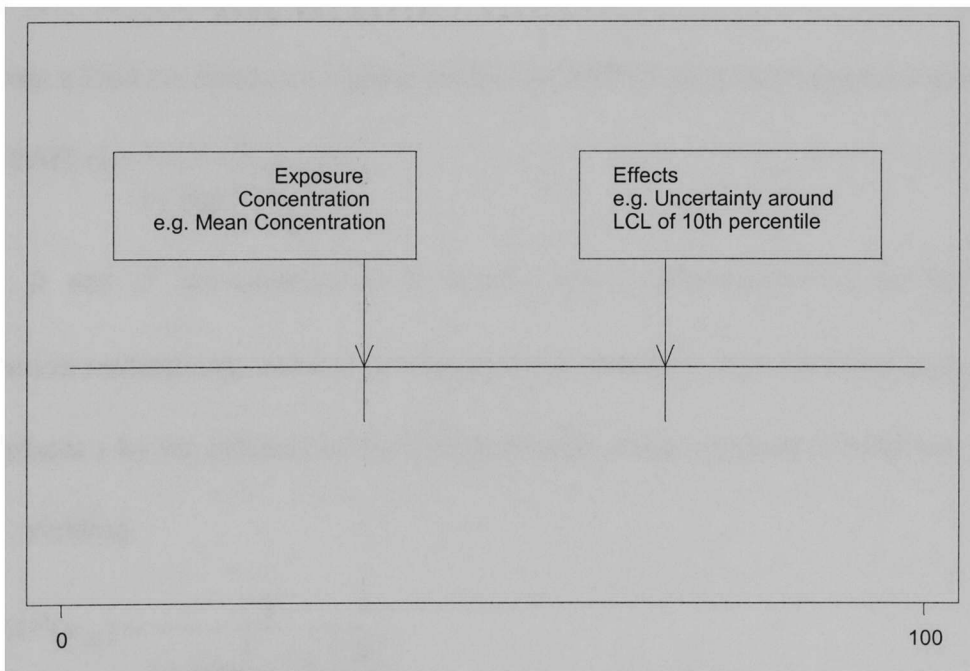 Exposure
Concentration
e.g. Mean Concentration
Effects
e.g. Uncertainty around
LCL of 10th percentile
0
100